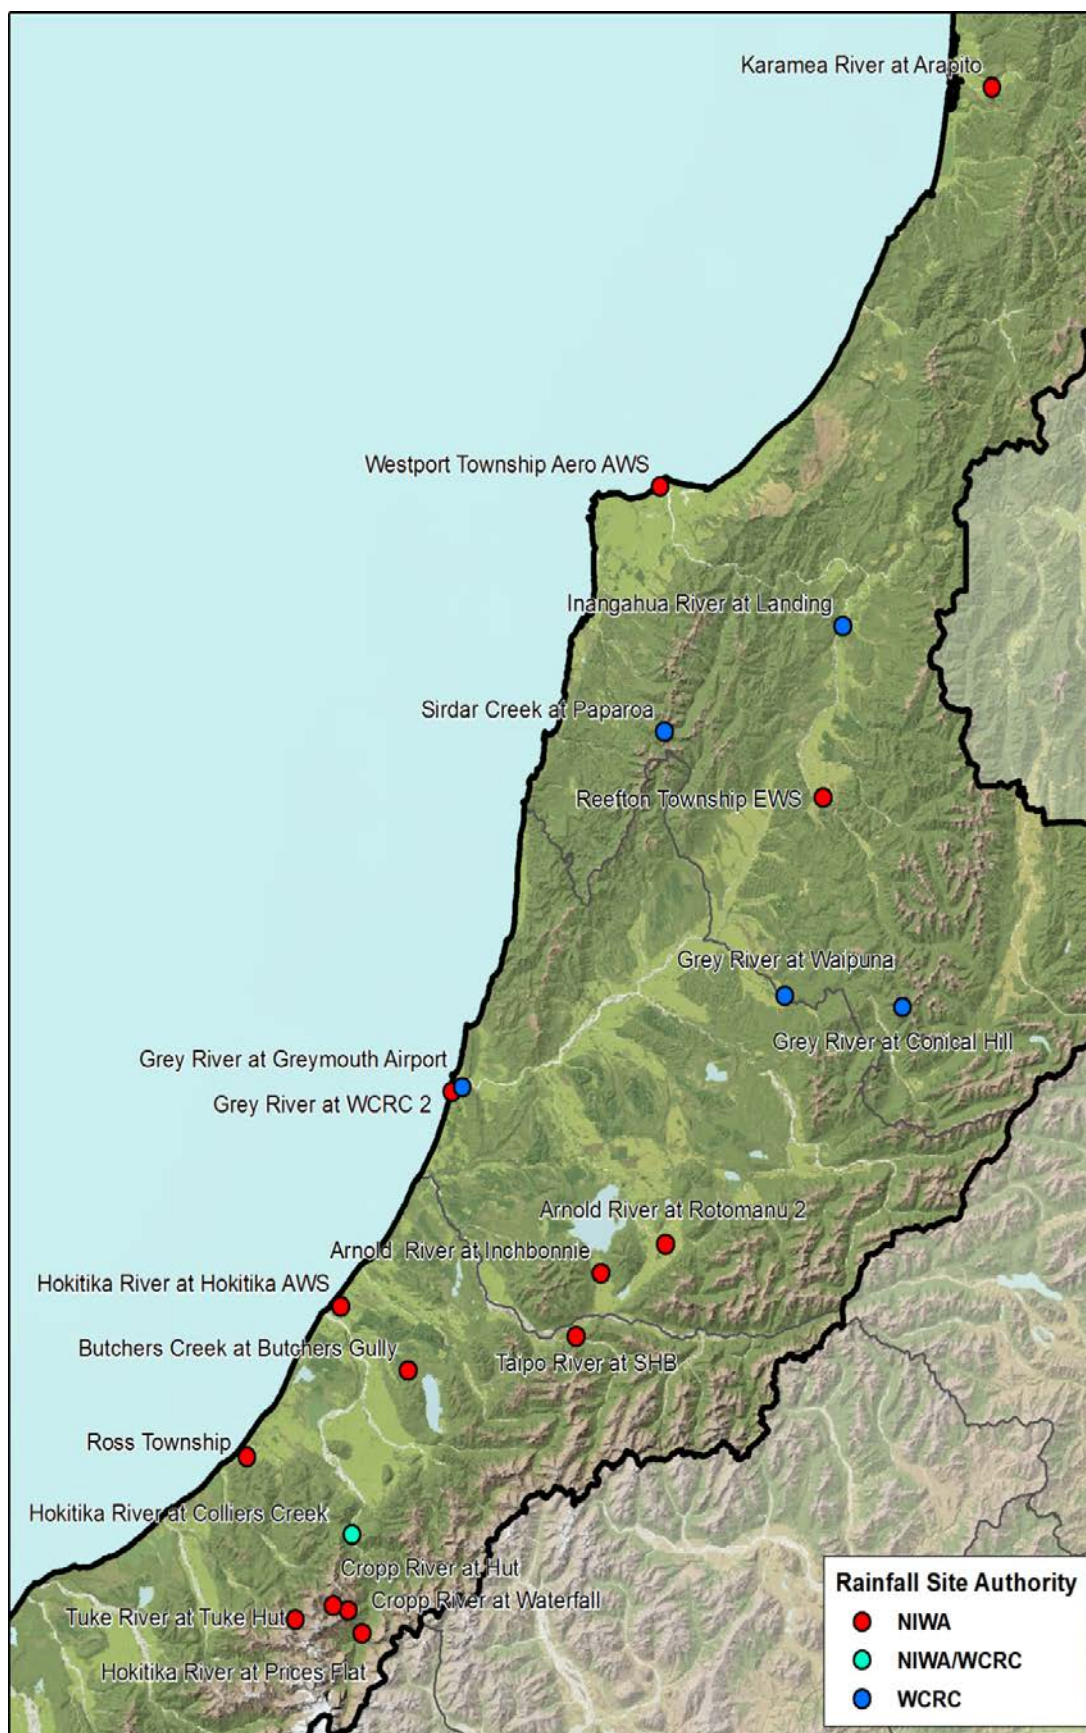 Karamea River at Arapito
Westport Township Aero AWS
Inangahua River at Landing
Sirdar Creek at Paparoa
Reefton Township EWS
Grey River at Waipuna
Grey River at Conical Hill
Grey River at Greymouth Airport
Grey River at WCRC 2
Arnold River at Rotomanu 2
Arnold  River at Inchbonnie
Hokitika River at Hokitika AWS
Butchers Creek at Butchers Gully
Taipo River at SHB
Ross Township
Hokitika River at Colliers Creek
Cropp River at Hut
Cropp River at Waterfall
Tuke River at Tuke Hut
Hokitika River at Prices Flat
Rainfall Site Authority
NIWA
NIWA/WCRC
WCRC